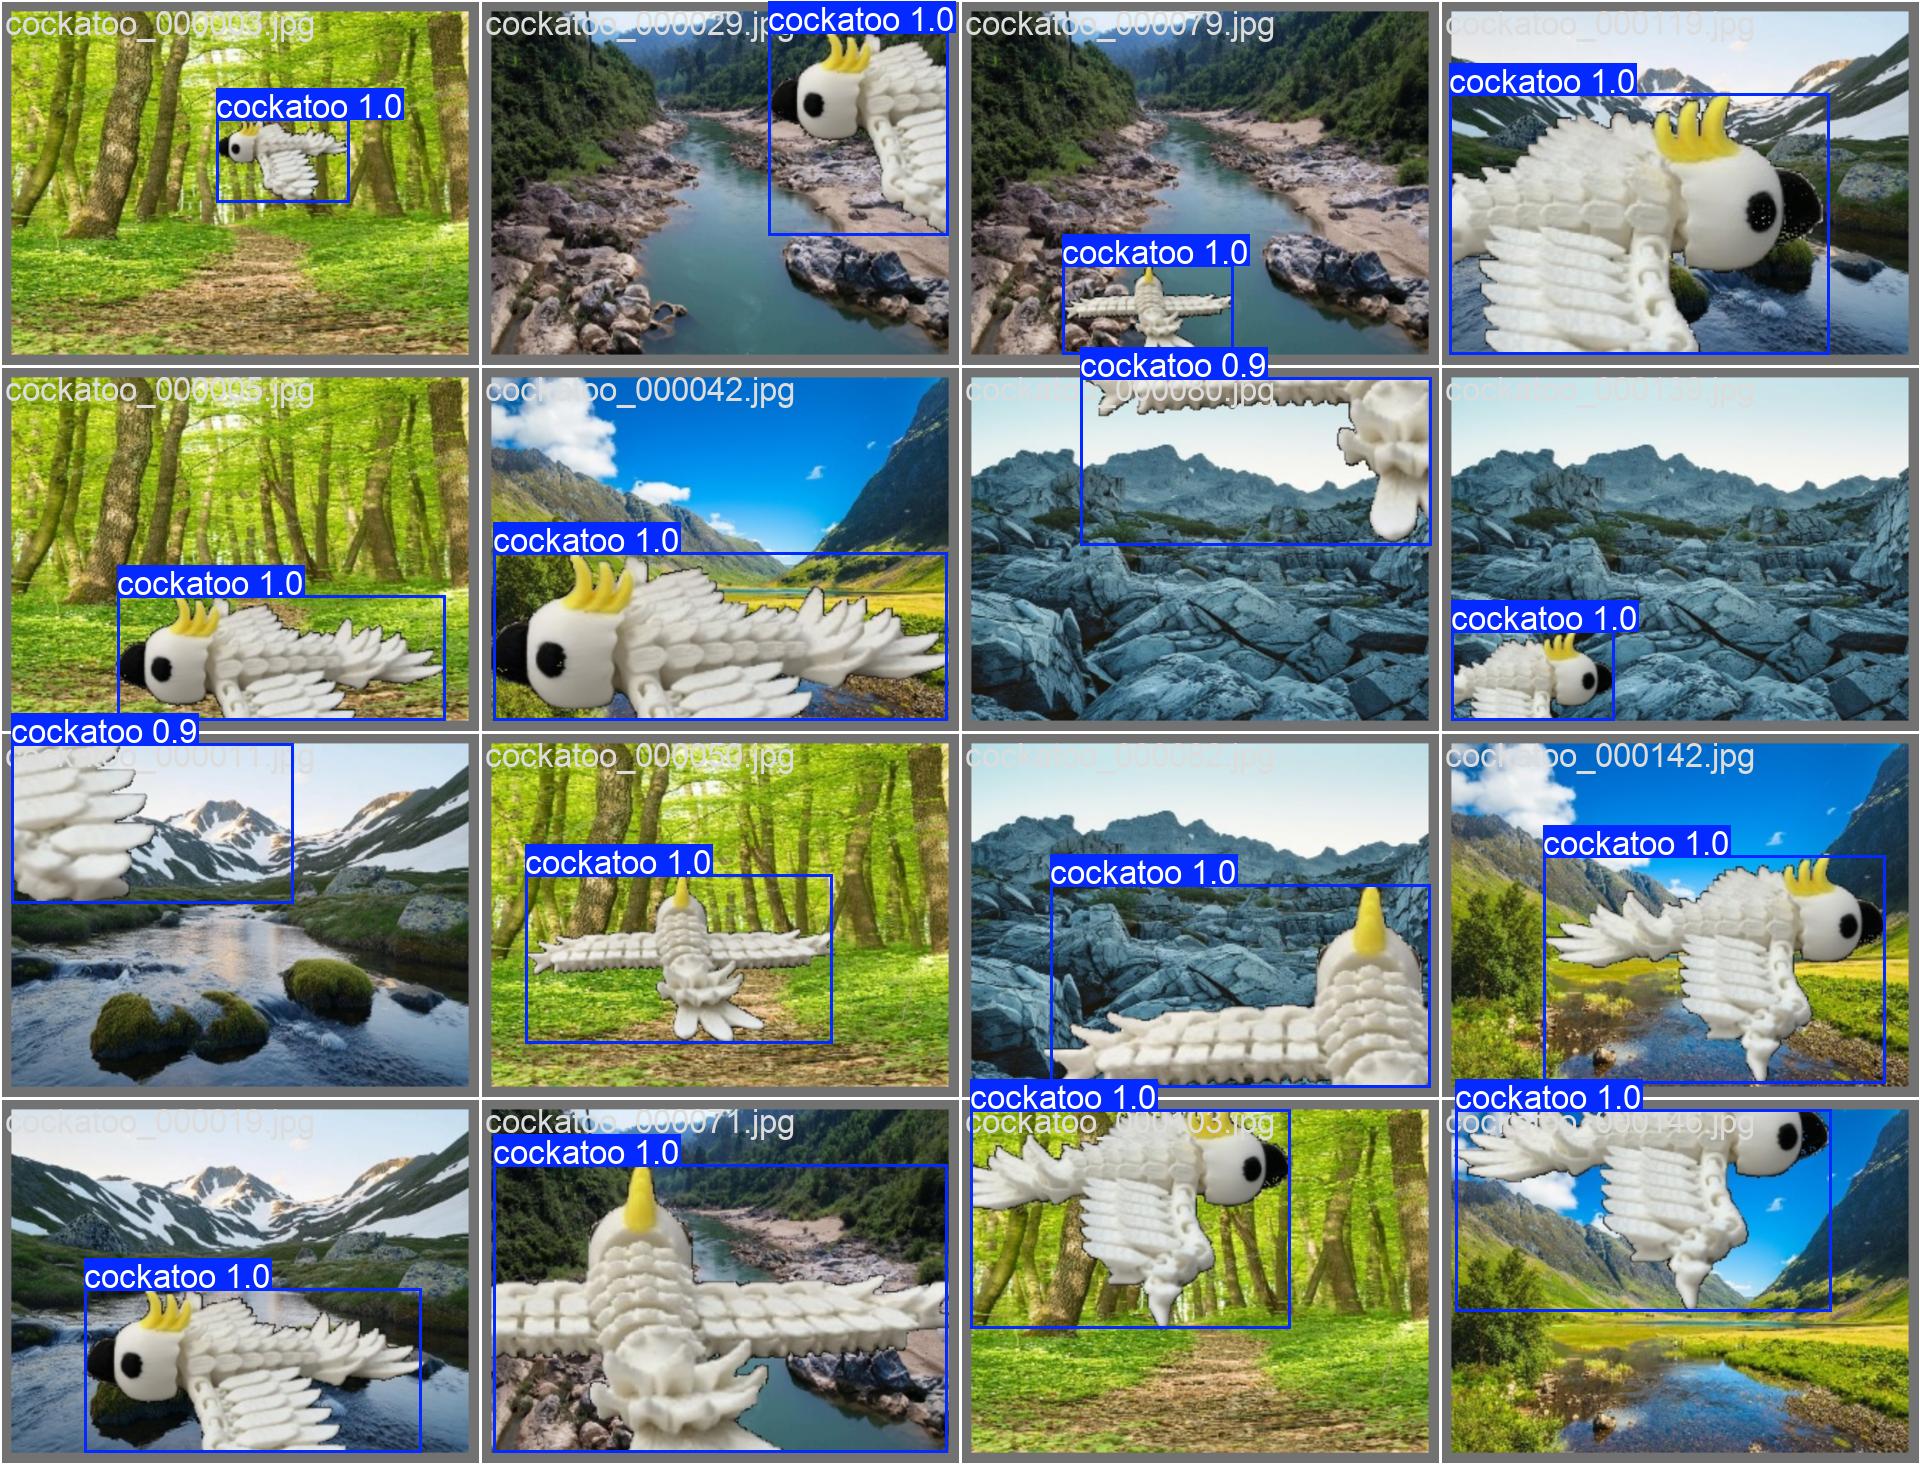 cockatoo_000003.jpg
cockatoo 1.0
cockatoo_000029.jpg
cockatoo 1.0
cockatoo_000079.jpg
cockatoo 1.0
cockatoo_000119.jpg
cockatoo 1.0
cockatoo_000005.jpg
cockatoo 1.0
cockatoo_000042.jpg
cockatoo 1.0
cockatoo_000080.jpg
cockatoo 0.9
cockatoo_000139.jpg
cockatoo 1.0
cockatoo_000011.jpg
cockatoo 0.9
cockatoo_000050.jpg
cockatoo 1.0
cockatoo_000082.jpg
cockatoo 1.0
cockatoo_000142.jpg
cockatoo 1.0
cockatoo_000019.jpg
cockatoo 1.0
cockatoo_000071.jpg
cockatoo 1.0
cockatoo 1.0
cockatoo 1.0
cockatoo_000146.jpg